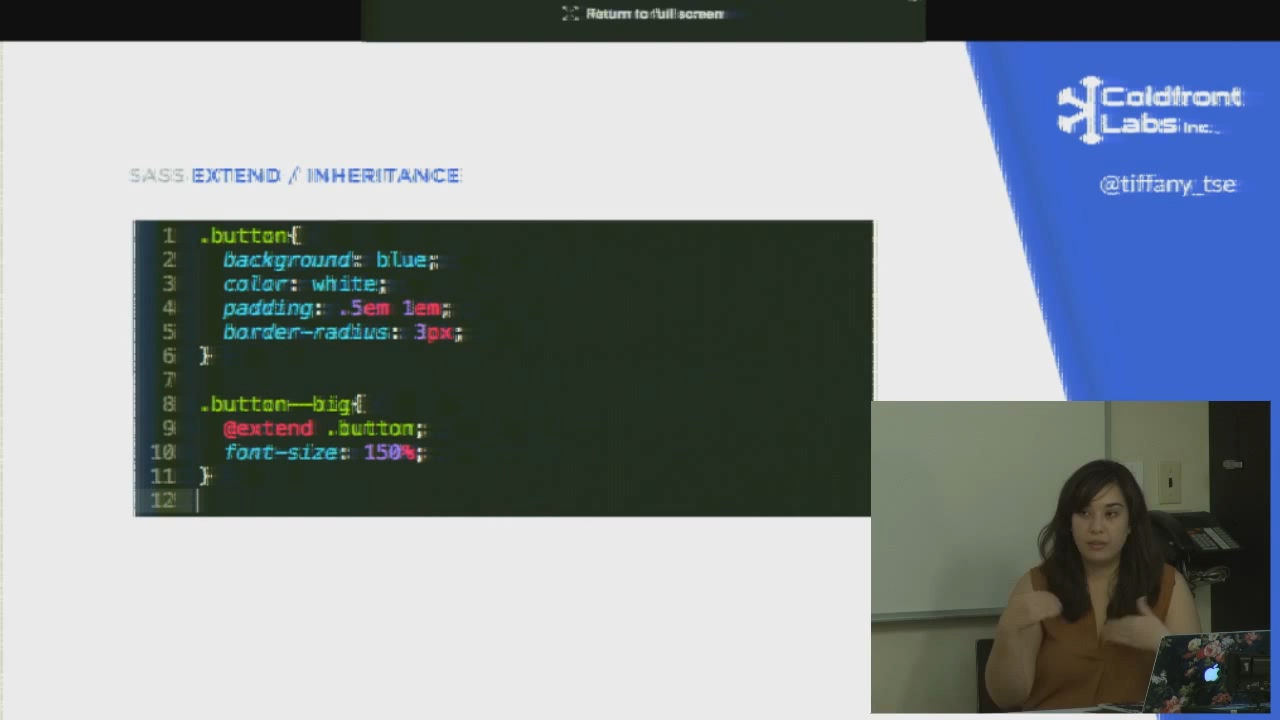 Return to full screen
Coldfront
Labs Inc.
@tiffany_tse
SASS EXTEND / INHERITANCE
1 .button{
2 background: blue;
3 color: white;
4 padding: .5em 1em;
5 border-radius: 3px;
6 }
7
8 .button--big{
9 @extend .button;
10 font-size: 150%;
11 }
12